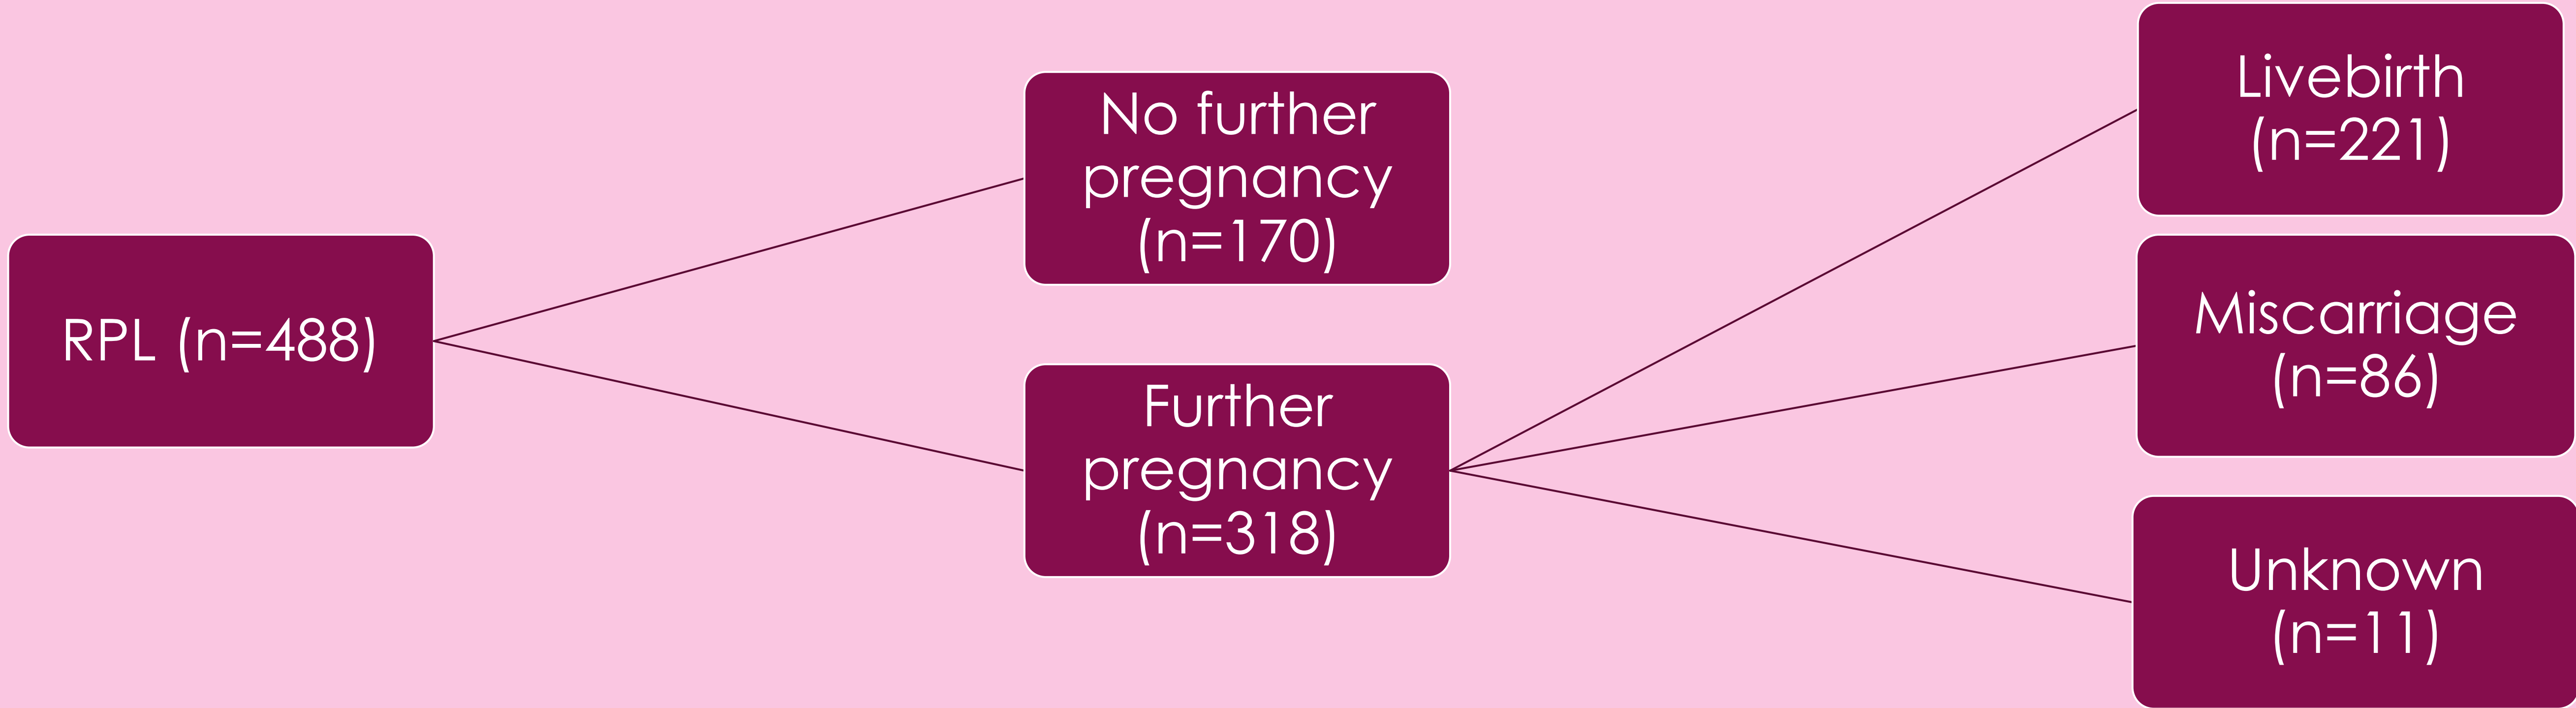 RPL (n=488)
No further
pregnancy
(n=170)
Further
pregnancy
(n=318)
Livebirth
(n=221)
Miscarriage
(n=86)
Unknown
(n=11)